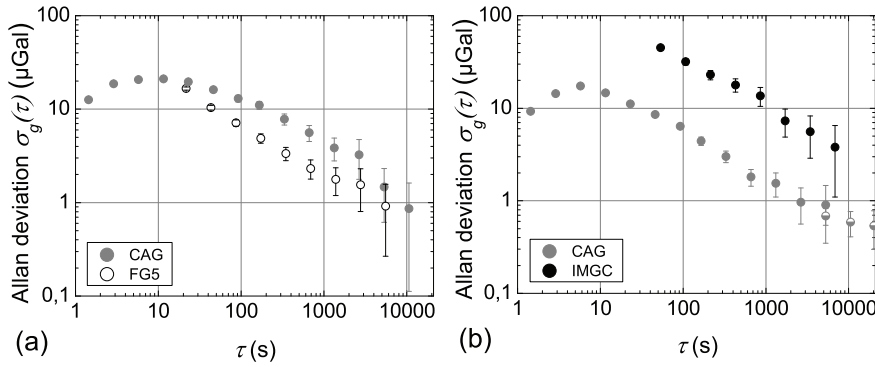 100
10
1
0,1
Allan deviation σg(τ) (µGal)
CAG
FG5
1 10 100 1000 10000
τ (s)
(a)
100
10
1
0,1
Allan deviation σg(τ) (µGal)
CAG
IMGC
1 10 100 1000 10000
τ (s)
(b)